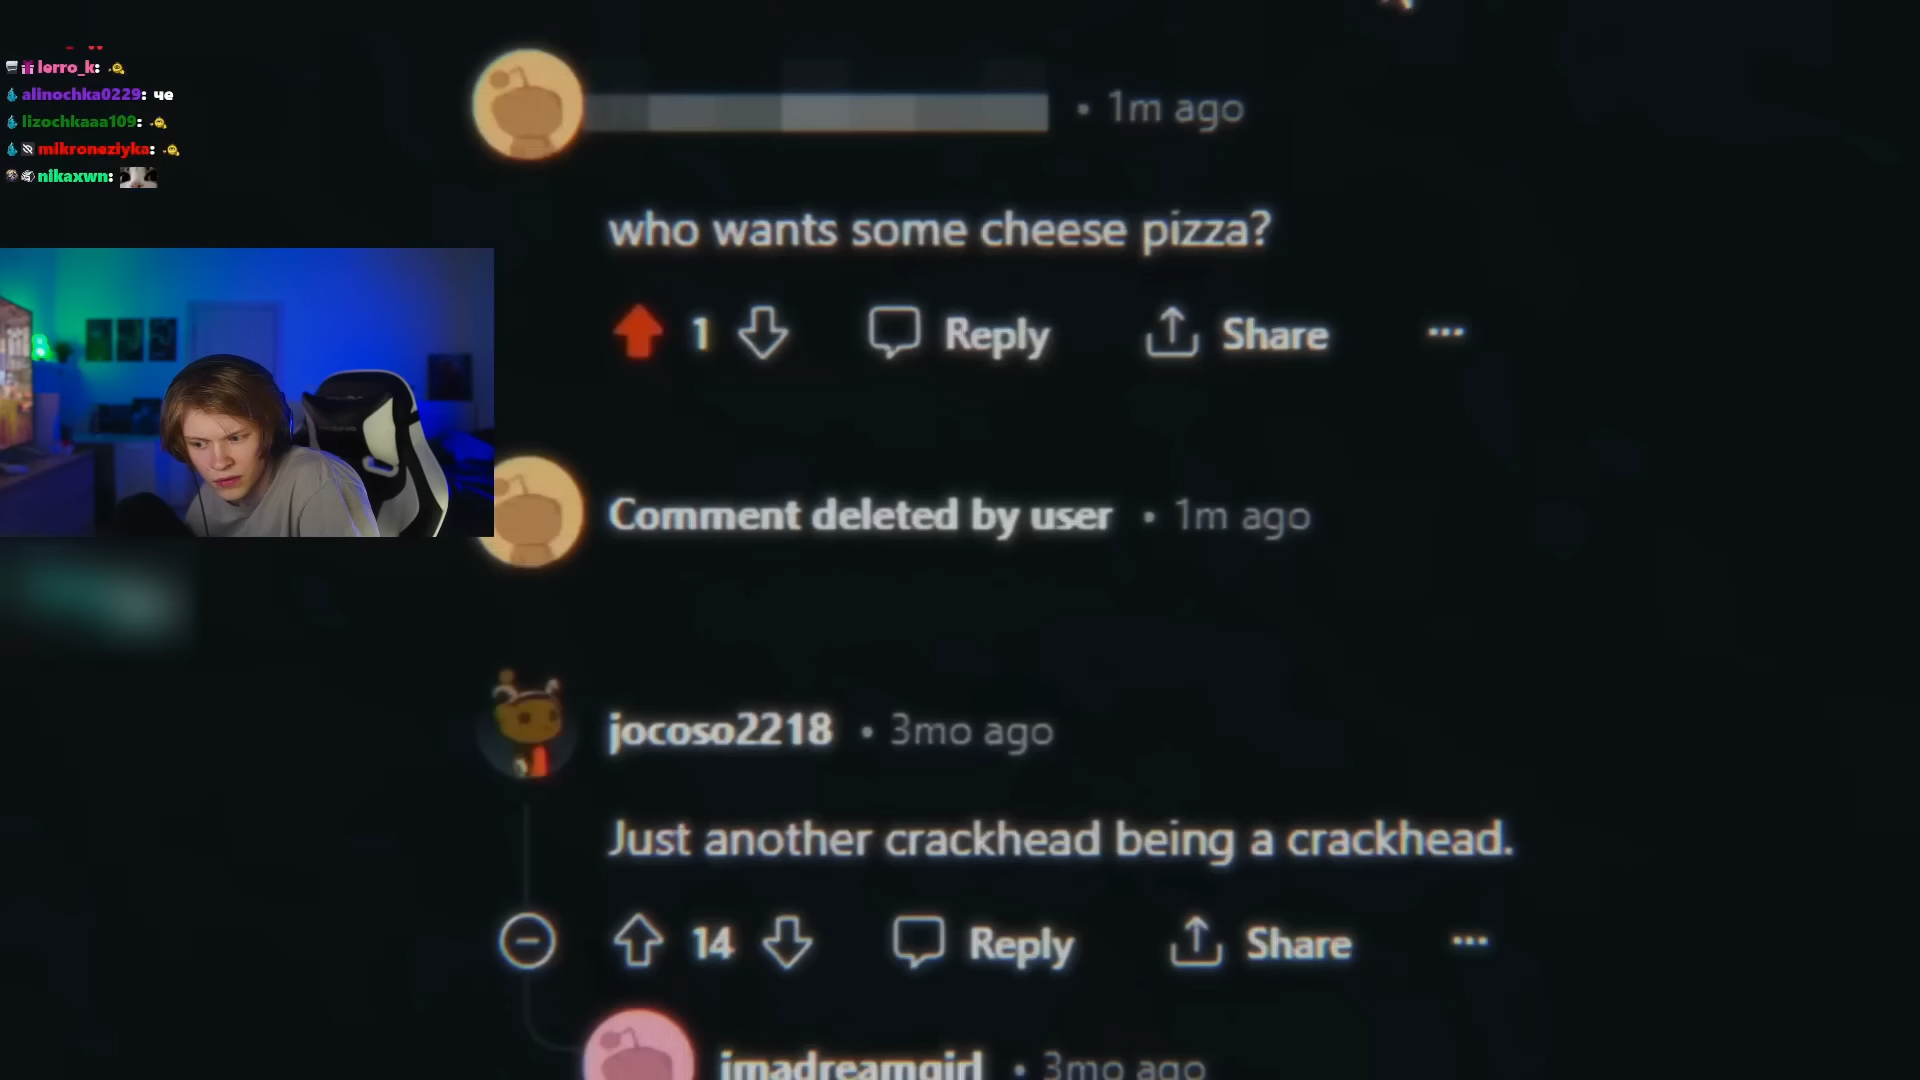 lerro_k:
alinochka0229: че
lizochkaaa109:
mikroneziyka:
nikaxwn:
• 1m ago
who wants some cheese pizza?
1 Reply Share ...
Comment deleted by user • 1m ago
jocoso2218 • 3mo ago
Just another crackhead being a crackhead.
14 Reply Share ...
imadreamgirl • 3mo ago